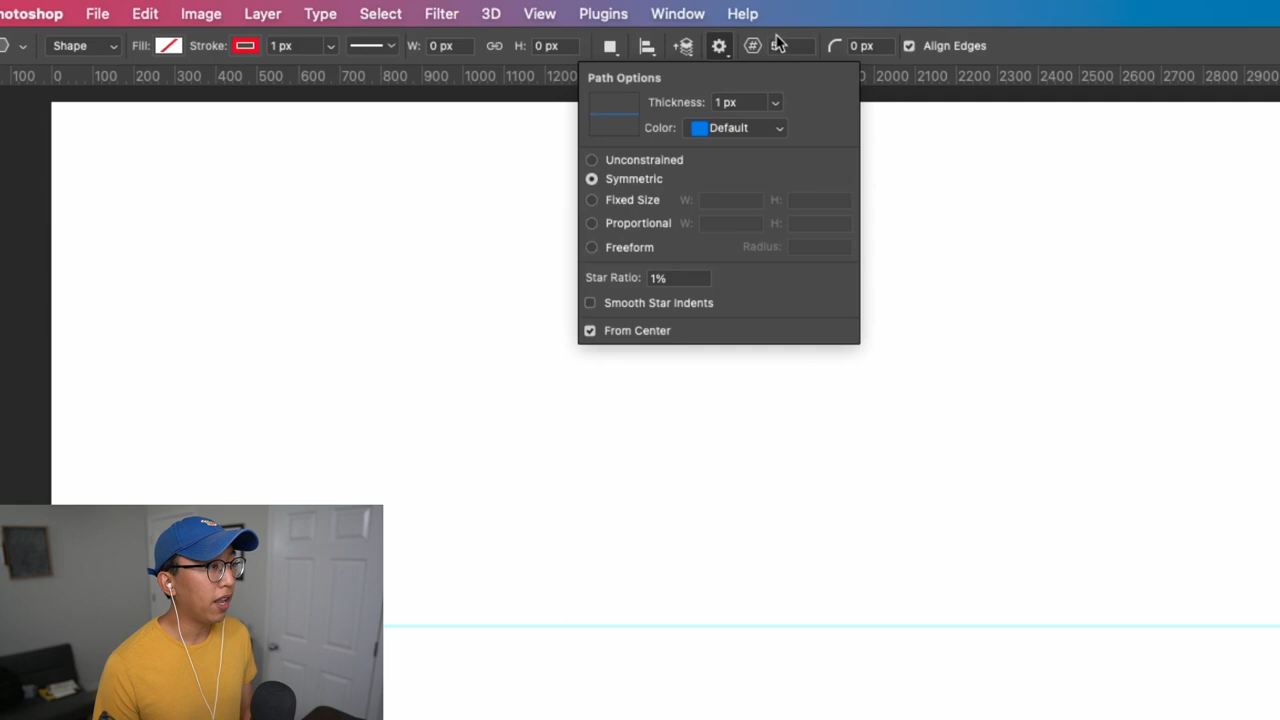 hotoshop File Edit Image Layer Type Select Filter 3D View Plugins Window Help
Shape Fill: Stroke: 1 px W: 0 px H: 0 px 0 px Align Edges
100 0 100 200 300 400 500 600 700 800 900 1000 1100 1200 2000 2100 2200 2300 2400 2500 2600 2700 2800 2900
Path Options
Thickness: 1 px
Color: Default
Unconstrained
Symmetric
Fixed Size W: H:
Proportional W: H:
Freeform Radius:
Star Ratio: 1%
Smooth Star Indents
From Center